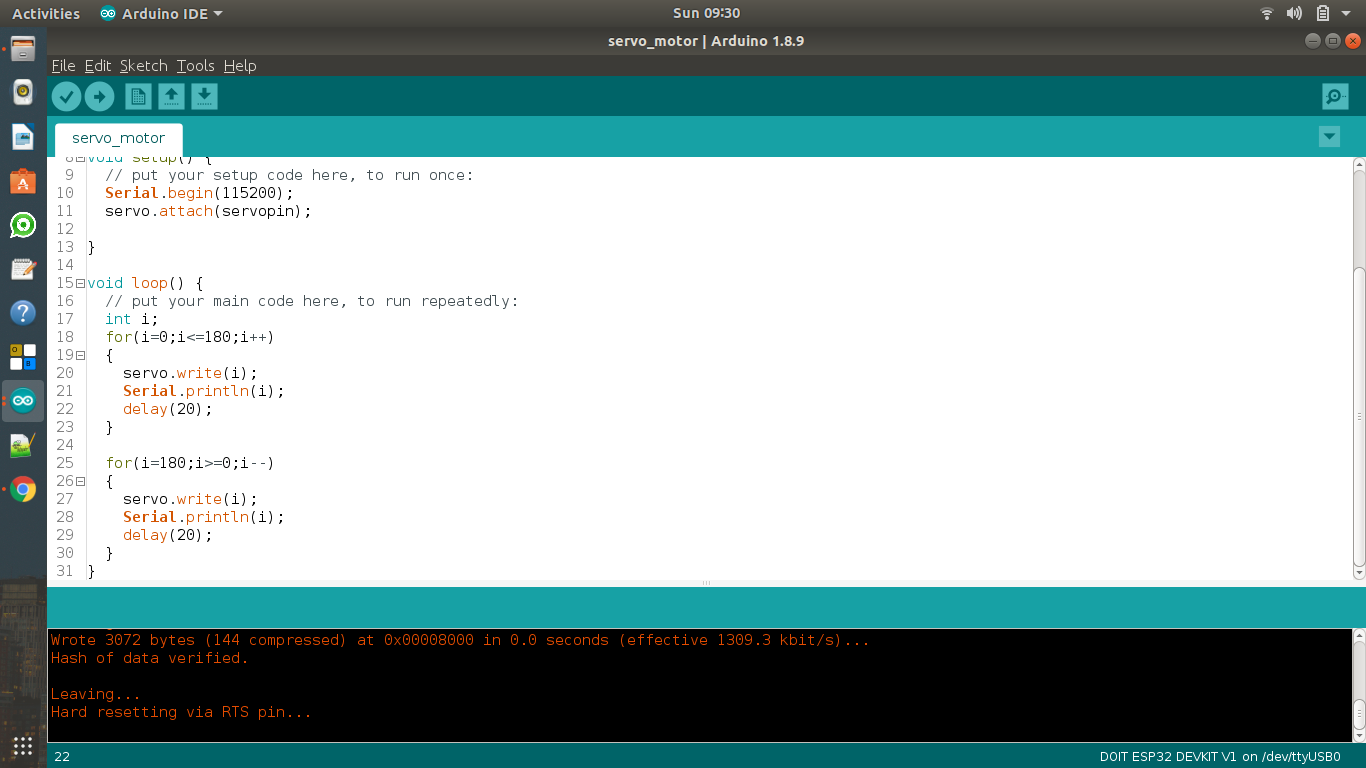 Activities Arduino IDE Sun 09:30
servo_motor | Arduino 1.8.9
File Edit Sketch Tools Help
servo_motor
8 void setup() {
9 // put your setup code here, to run once:
10 Serial.begin(115200);
11 servo.attach(servopin);
12
13 }
14
15 void loop() {
16 // put your main code here, to run repeatedly:
17 int i;
18 for(i=0;i<=180;i++)
19 {
20 servo.write(i);
21 Serial.println(i);
22 delay(20);
23 }
24
25 for(i=180;i>=0;i--)
26 {
27 servo.write(i);
28 Serial.println(i);
29 delay(20);
30 }
31 }
Wrote 3072 bytes (144 compressed) at 0x00008000 in 0.0 seconds (effective 1309.3 kbit/s)...
Hash of data verified.
Leaving...
Hard resetting via RTS pin...
22 DOIT ESP32 DEVKIT V1 on /dev/ttyUSB0